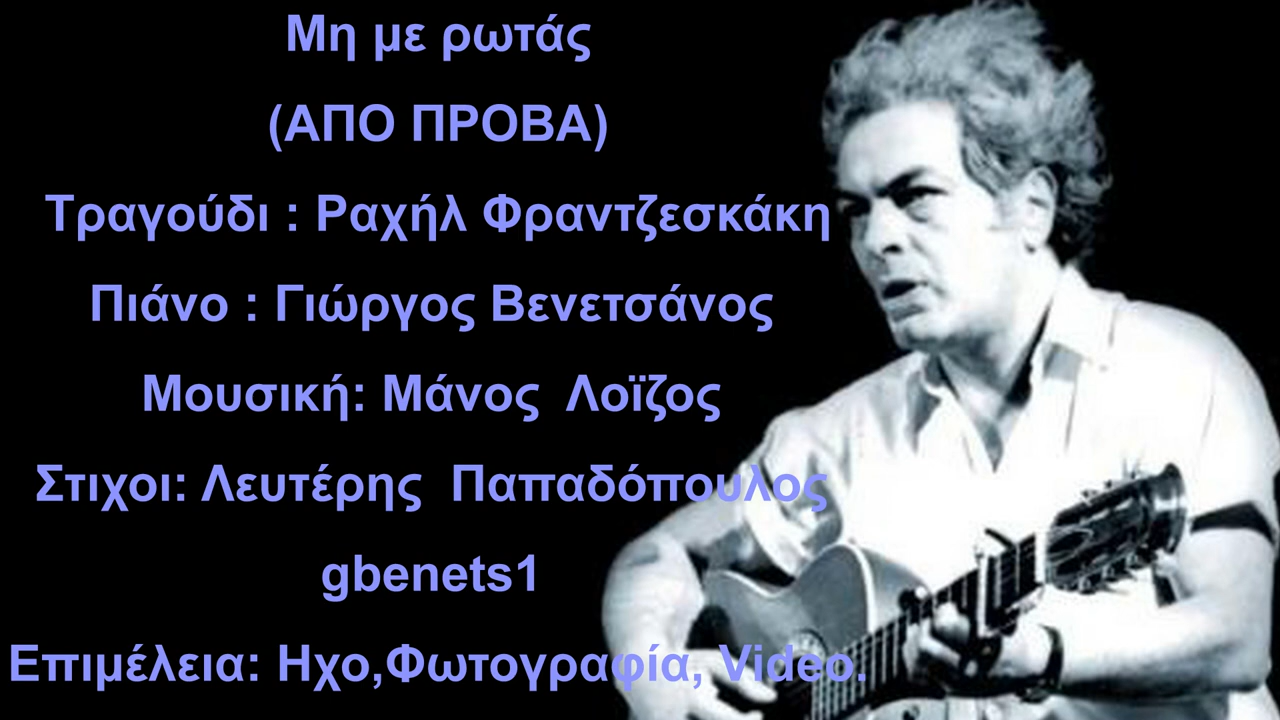 Μη με ρωτάς
(ΑΠΟ ΠΡΟΒΑ)
Τραγούδι : Ραχήλ Φραντζεσκάκη
Πιάνο : Γιώργος Βενετσάνος
Μουσική: Μάνος Λοϊζος
Στιχοι: Λευτέρης Παπαδόπουλος
gbenets1
Επιμέλεια: Ηχο,Φωτογραφία, Video.